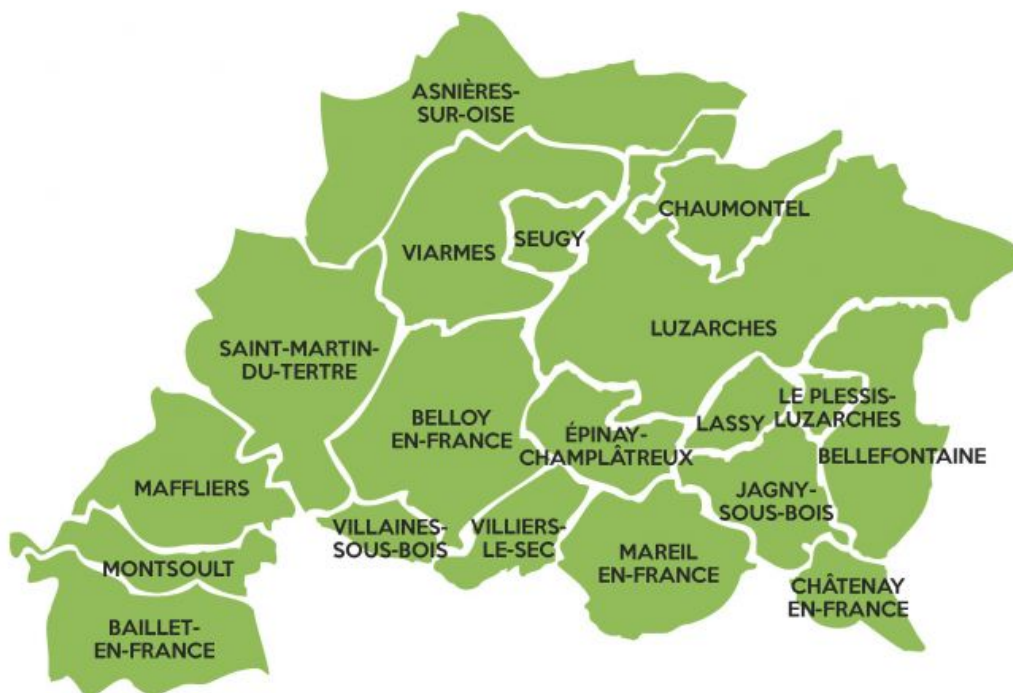 ASNIÈRES-
SUR-OISE
CHAUMONTEL
SEUGY
VIARMES
LUZARCHES
SAINT-MARTIN-
DU-TERTRE
LE PLESSIS-
LUZARCHES
BELLOY
EN-FRANCE
LASSY
ÉPINAY-
CHAMPLÂTREUX
BELLEFONTAINE
MAFFLIERS
JAGNY-
SOUS-BOIS
VILLAINES-
SOUS-BOIS
VILLIERS-
LE-SEC
MAREIL
EN-FRANCE
MONTSOULT
CHÂTENAY
EN-FRANCE
BAILLET-
EN-FRANCE